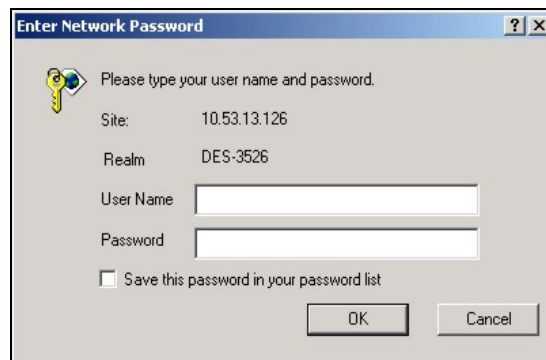 Enter Network Password
Please type your user name and password.
Site: 10.53.13.126
Realm DES-3526
User Name
Password
Save this password in your password list
OK Cancel